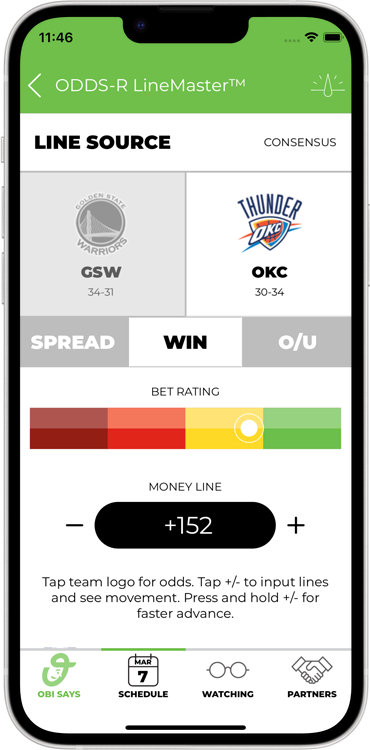 11:46
ODDS-R LineMaster™
LINE SOURCE
CONSENSUS
GOLDEN STATE
WARRIORS
THUNDER
OKC
GSW
OKC
34-31
30-34
SPREAD
WIN
O/U
BET RATING
MONEY LINE
− +152 +
Tap team logo for odds. Tap +/- to input lines
and see movement. Press and hold +/- for
faster advance.
MAR
7
OBI SAYS
SCHEDULE
WATCHING
PARTNERS